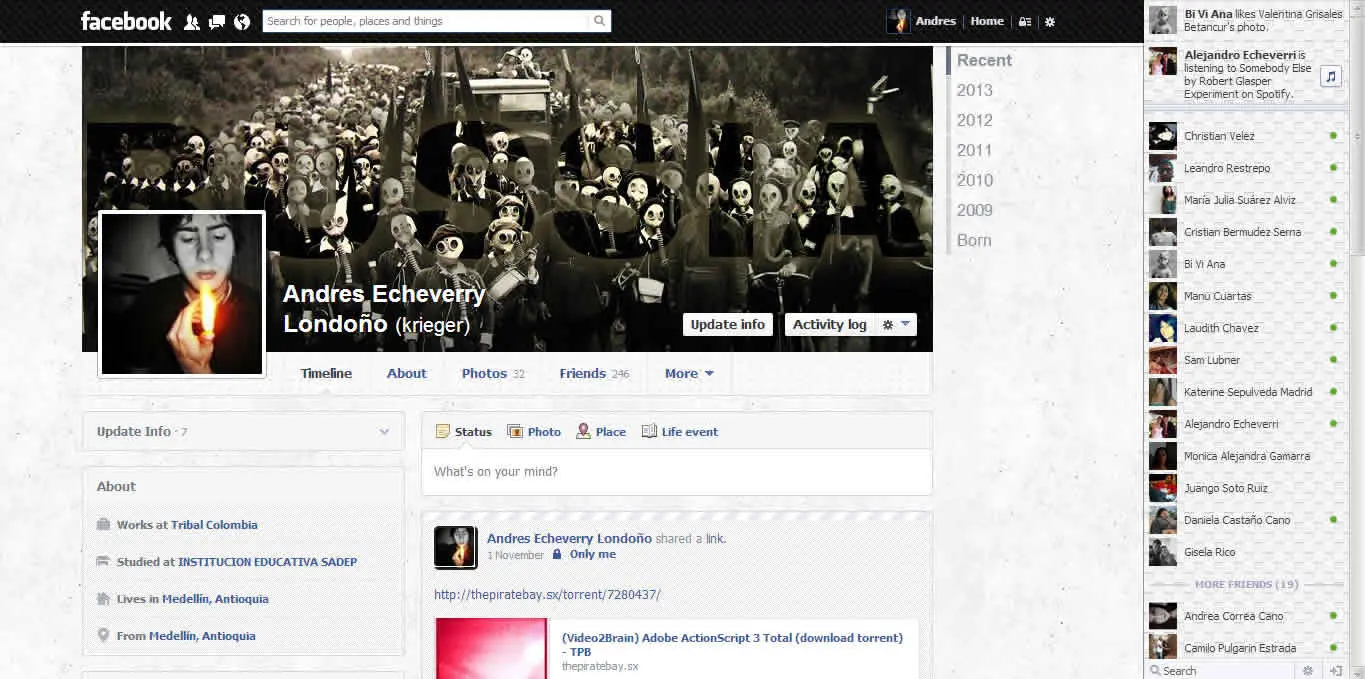 facebook
Search for people, places and things
Andres
Home
Andres Echeverry
Londoño (krieger)
Update info
Activity log
Timeline
About
Photos 32
Friends 246
More
Recent
2013
2012
2011
2010
2009
Born
Update Info · 7
About
Works at Tribal Colombia
Studied at INSTITUCION EDUCATIVA SADEP
Lives in Medellín, Antioquia
From Medellín, Antioquia
Status
Photo
Place
Life event
What's on your mind?
Andres Echeverry Londoño shared a link.
1 November
Only me
http://thepiratebay.sx/torrent/7280437/
(Video2Brain) Adobe ActionScript 3 Total (download torrent)
- TPB
thepiratebay.sx
Bi Vi Ana likes Valentina Grisales
Betancur's photo.
Alejandro Echeverri is
listening to Somebody Else
by Robert Glasper
Experiment on Spotify.
Christian Velez
Leandro Restrepo
María Julia Suárez Alviz
Cristian Bermudez Serna
Bi Vi Ana
Manu Cuartas
Laudith Chavez
Sam Lubner
Katerine Sepulveda Madrid
Alejandro Echeverri
Monica Alejandra Gamarra
Juango Soto Ruiz
Daniela Castaño Cano
Gisela Rico
MORE FRIENDS (19)
Andrea Correa Cano
Camilo Pulgarin Estrada
Search